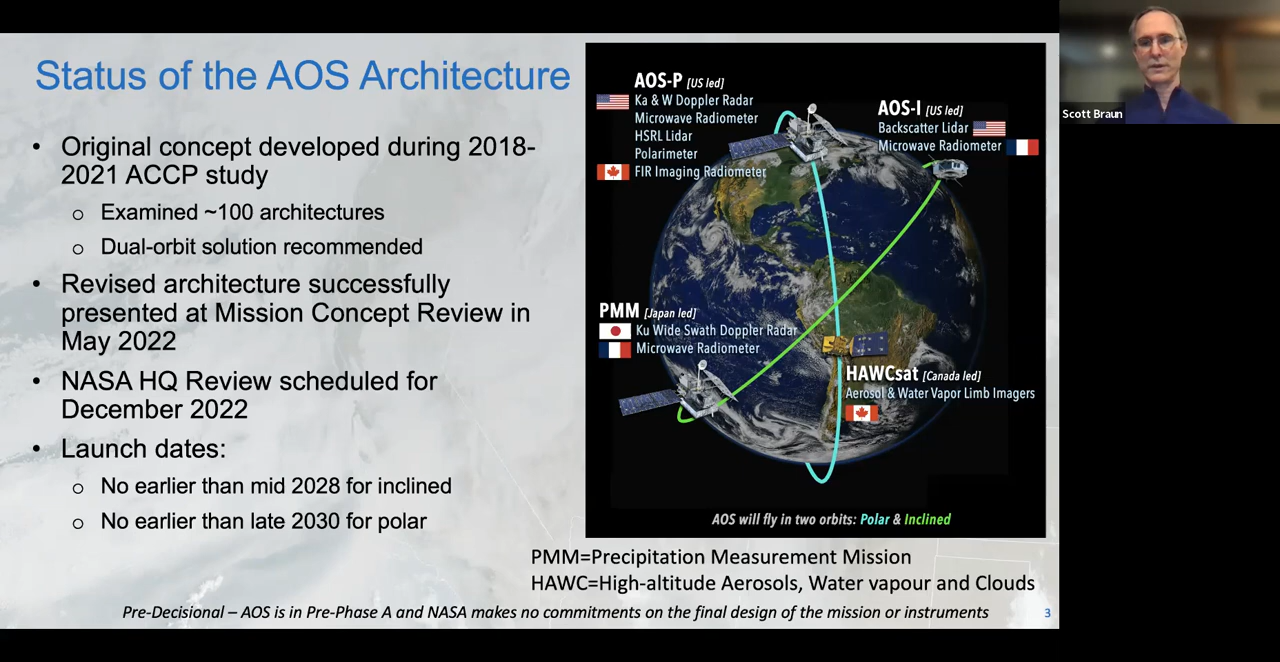 Status of the AOS Architecture
• Original concept developed during 2018-
2021 ACCP study
o Examined ~100 architectures
o Dual-orbit solution recommended
• Revised architecture successfully
presented at Mission Concept Review in
May 2022
• NASA HQ Review scheduled for
December 2022
• Launch dates:
o No earlier than mid 2028 for inclined
o No earlier than late 2030 for polar
AOS-P [US led]
Ka & W Doppler Radar
Microwave Radiometer
HSRL Lidar
Polarimeter
FIR Imaging Radiometer
AOS-I [US led]
Backscatter Lidar
Microwave Radiometer
PMM [Japan led]
Ku Wide Swath Doppler Radar
Microwave Radiometer
HAWCsat [Canada led]
Aerosol & Water Vapor Limb Imagers
AOS will fly in two orbits: Polar & Inclined
PMM=Precipitation Measurement Mission
HAWC=High-altitude Aerosols, Water vapour and Clouds
Pre-Decisional – AOS is in Pre-Phase A and NASA makes no commitments on the final design of the mission or instruments
3
Scott Braun